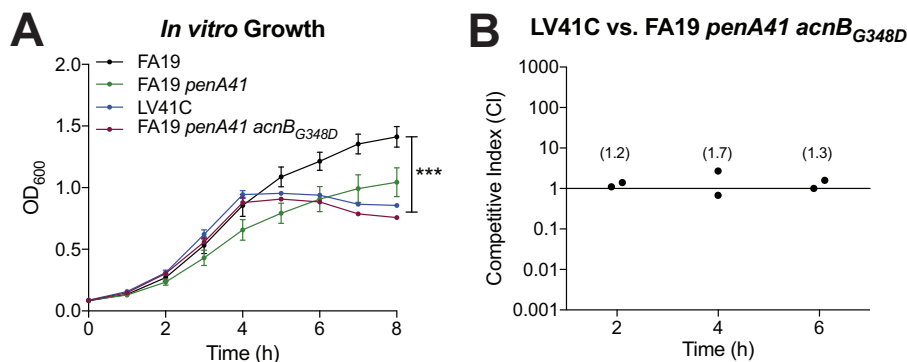 A
In vitro Growth
2.0
1.5
1.0
0.5
0.0
OD600
FA19
FA19 penA41
LV41C
FA19 penA41 acnBG348D
***
0 2 4 6 8
Time (h)
B
LV41C vs. FA19 penA41 acnBG348D
1000
100
10
1
0.1
0.01
0.001
Competitive Index (CI)
(1.2) (1.7) (1.3)
2 4 6
Time (h)